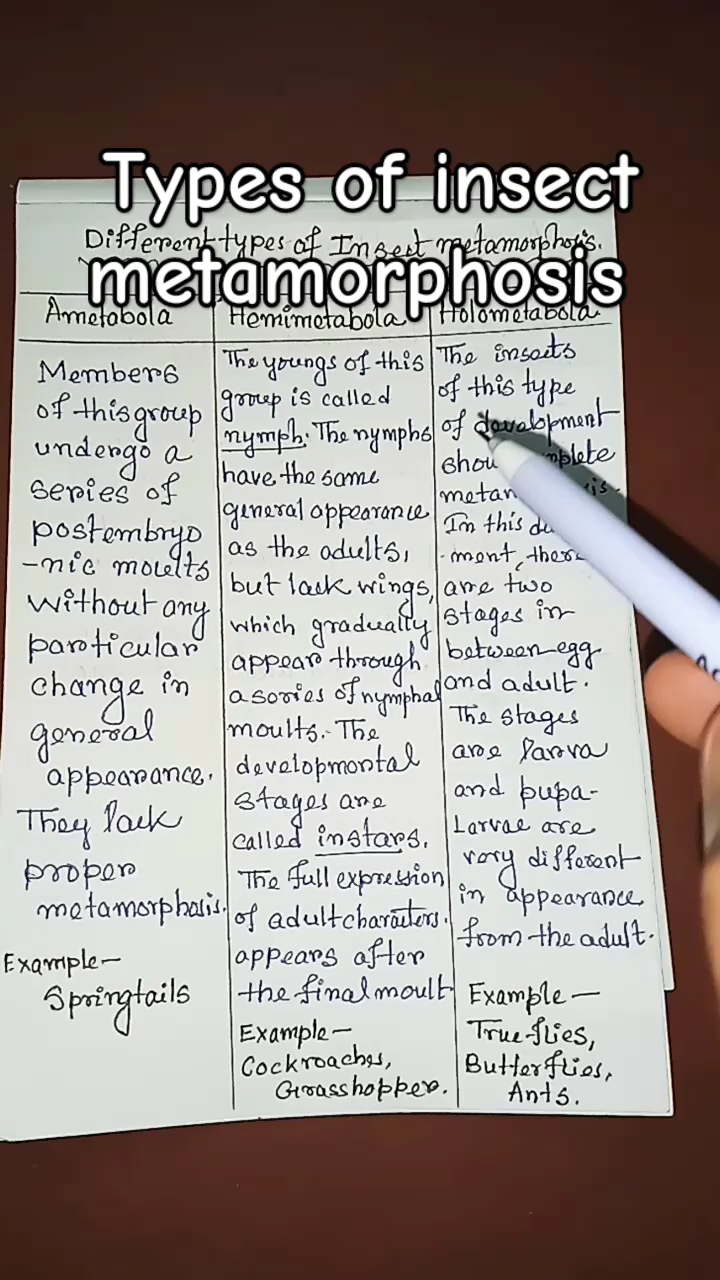 Types of insect
metamorphosis
Different types of Insect metamorphosis.
Ametabola
Members
of this group
undergo a
series of
postembryo
-nic moults
without any
particular
change in
general
appearance.
They lack
proper
metamorphosis.
Example-
Springtails
Hemimetabola
The youngs of this
group is called
nymph. The nymphs
have the same
general appearance
as the adults,
but lack wings,
which gradually
appear through
a series of nymphal
moults. The
developmental
stages are
called instars.
The full expression
of adult characters.
appears after
the final moult
Example-
Cockroaches,
Grasshopper.
Holometabola
The insects
of this type
of development
In this
-ment, there
are two
stages in
between egg
and adult.
The stages
are larva
and pupa-
Larvae are
very different
in appearance
from the adult.
Example-
True flies,
Butterflies,
Ants.